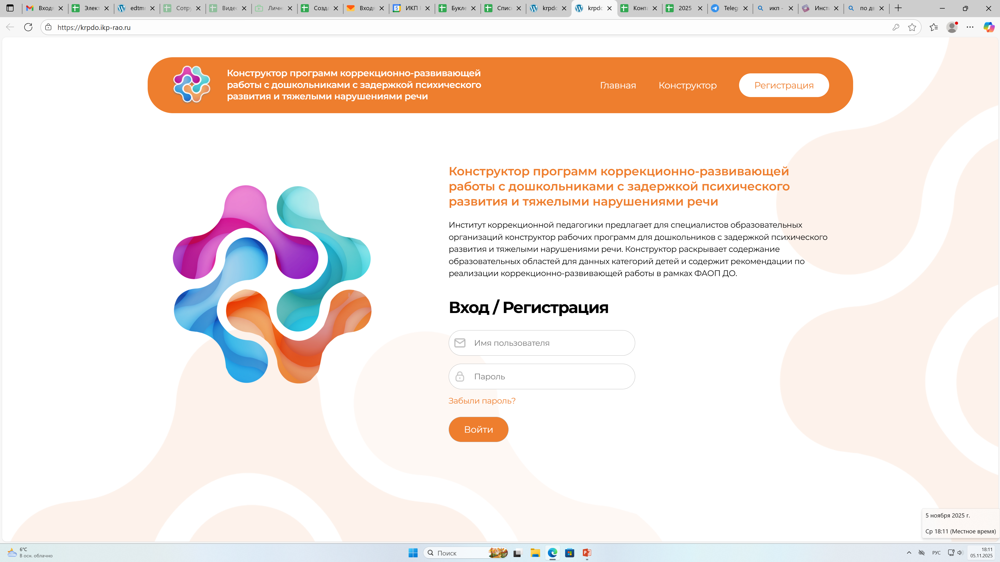 Входя
Элект
edtm
Сотру
Видео
Личн
Созда
Входя
ИКП
Букле
Списк
krpdo
krpdo
Конта
2025
Teleg
икп -
Инсти
по дв
https://krpdo.ikp-rao.ru
Конструктор программ коррекционно-развивающей
работы с дошкольниками с задержкой психического
развития и тяжелыми нарушениями речи
Главная
Конструктор
Регистрация
Конструктор программ коррекционно-развивающей
работы с дошкольниками с задержкой психического
развития и тяжелыми нарушениями речи
Институт коррекционной педагогики предлагает для специалистов образовательных
организаций конструктор рабочих программ для дошкольников с задержкой психического
развития и тяжелыми нарушениями речи. Конструктор раскрывает содержание
образовательных областей для данных категорий детей и содержит рекомендации по
реализации коррекционно-развивающей работы в рамках ФАОП ДО.
Вход / Регистрация
Имя пользователя
Пароль
Забыли пароль?
Войти
5 ноября 2025 г.
Ср 18:11 (Местное время)
6°C
В осн. облачно
Поиск
РУС
18:11
05.11.2025